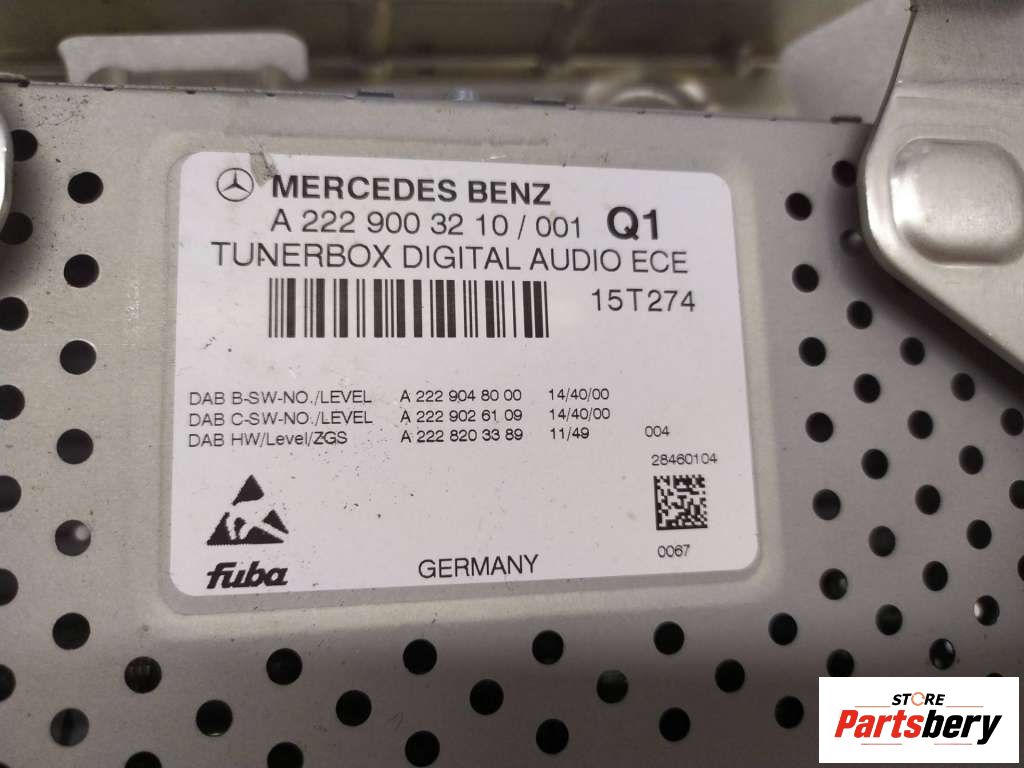 MERCEDES BENZ
A 222 900 32 10 / 001 Q1
TUNERBOX DIGITAL AUDIO ECE
15T274
DAB B-SW-NO./LEVEL A 222 904 80 00 14/40/00
DAB C-SW-NO./LEVEL A 222 902 61 09 14/40/00
DAB HW/Level/ZGS A 222 820 33 89 11/49 004
28460104
fuba
GERMANY
0067
STORE
Partsbery